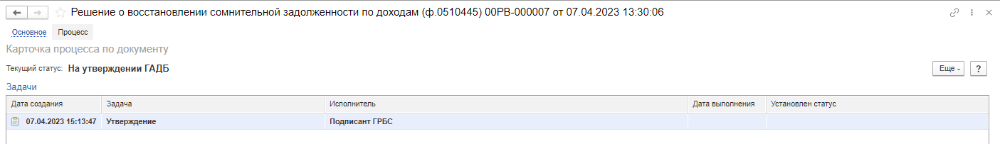 Решение о восстановлении сомнительной задолженности по доходам (ф.0510445) 00РВ-000007 от 07.04.2023 13:30:06
Основное Процесс
Карточка процесса по документу
Текущий статус: На утверждении ГАДБ
Еще ?
Задачи
Дата создания Задача Исполнитель Дата выполнения Установлен статус
07.04.2023 15:13:47 Утверждение Подписант ГРБС